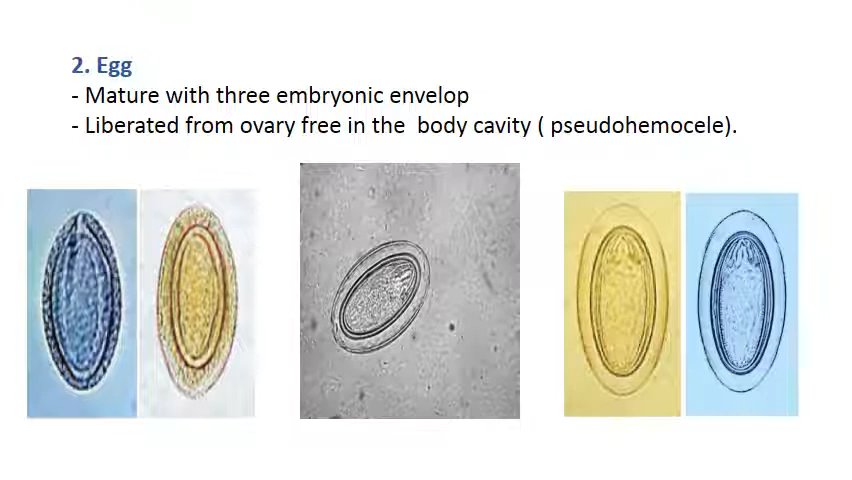 2. Egg
- Mature with three embryonic envelop
- Liberated from ovary free in the body cavity ( pseudohemocele).